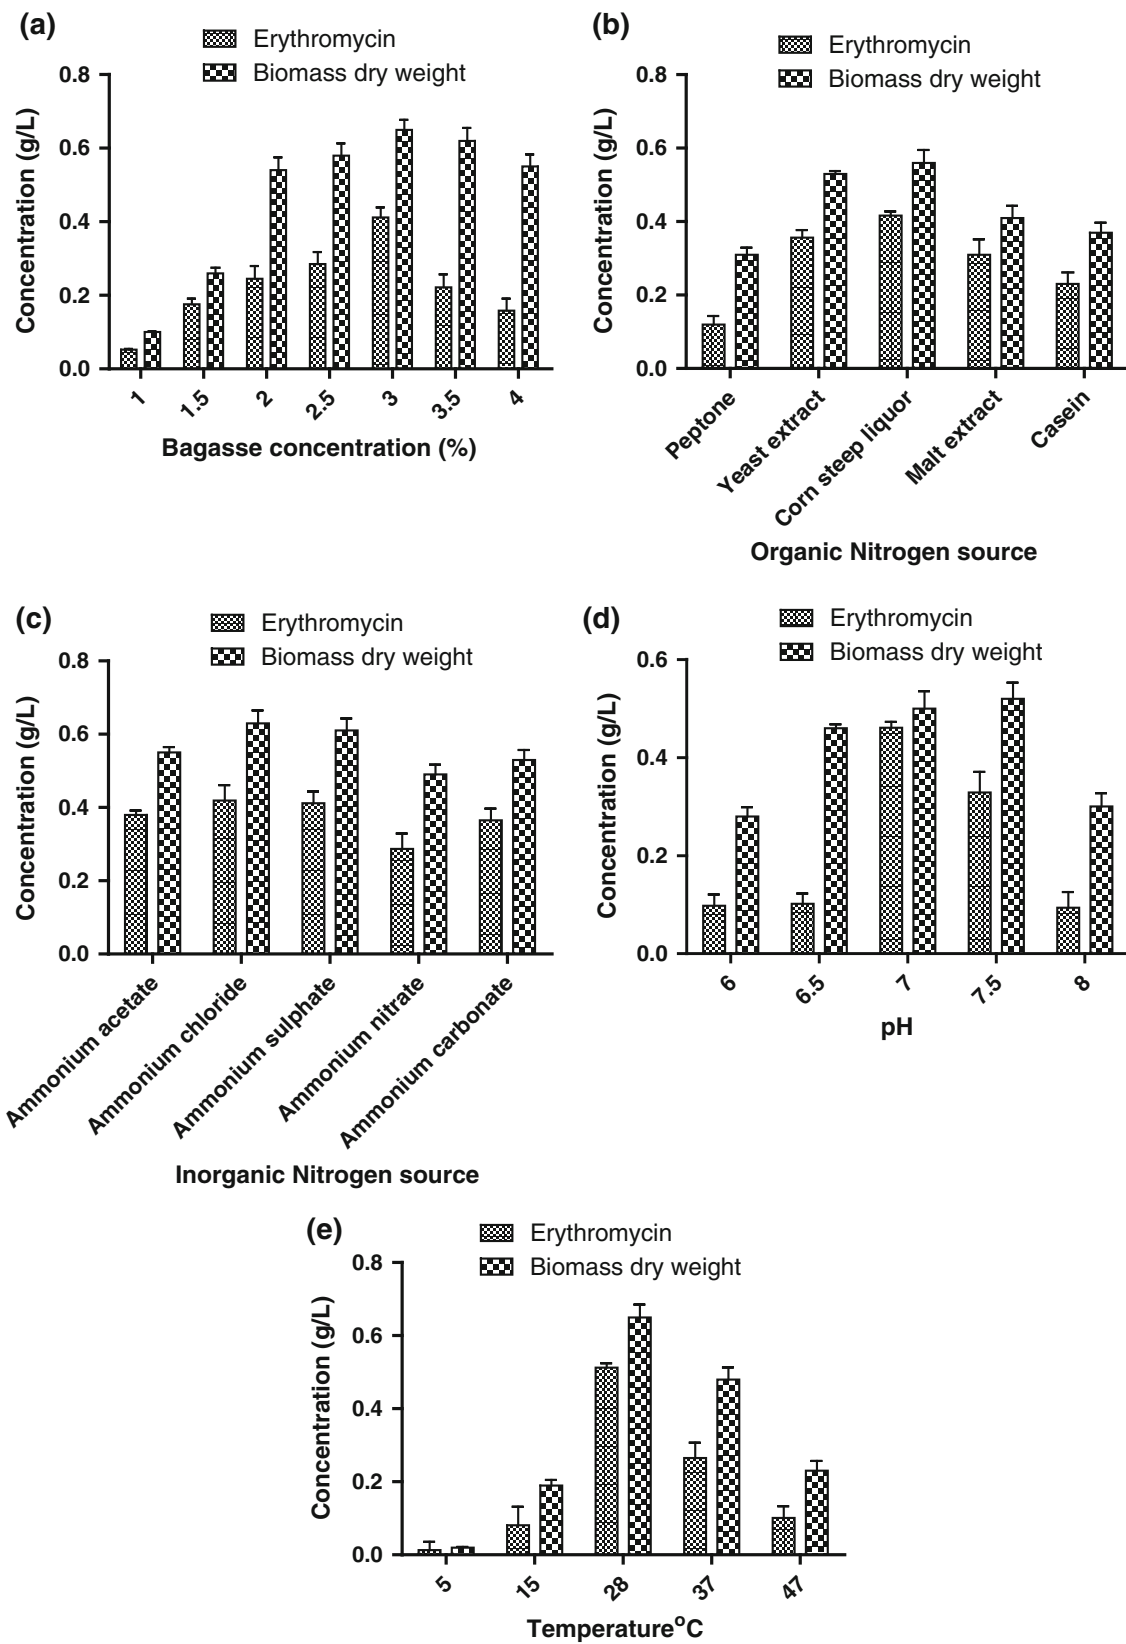 (a)
Erythromycin
Biomass dry weight
0.8
0.6
0.4
0.2
0.0
Concentration (g/L)
1 1.5 2 2.5 3 3.5 4
Bagasse concentration (%)
(b)
Erythromycin
Biomass dry weight
0.8
0.6
0.4
0.2
0.0
Concentration (g/L)
Peptone
Yeast extract
Corn steep liquor
Malt extract
Casein
Organic Nitrogen source
(c)
Erythromycin
Biomass dry weight
0.8
0.6
0.4
0.2
0.0
Concentration (g/L)
Ammonium acetate
Ammonium chloride
Ammonium sulphate
Ammonium nitrate
Ammonium carbonate
Inorganic Nitrogen source
(d)
Erythromycin
Biomass dry weight
0.6
0.4
0.2
0.0
Concentration (g/L)
6 6.5 7 7.5 8
pH
(e)
Erythromycin
Biomass dry weight
0.8
0.6
0.4
0.2
0.0
Concentration (g/L)
5 15 28 37 47
Temperature°C